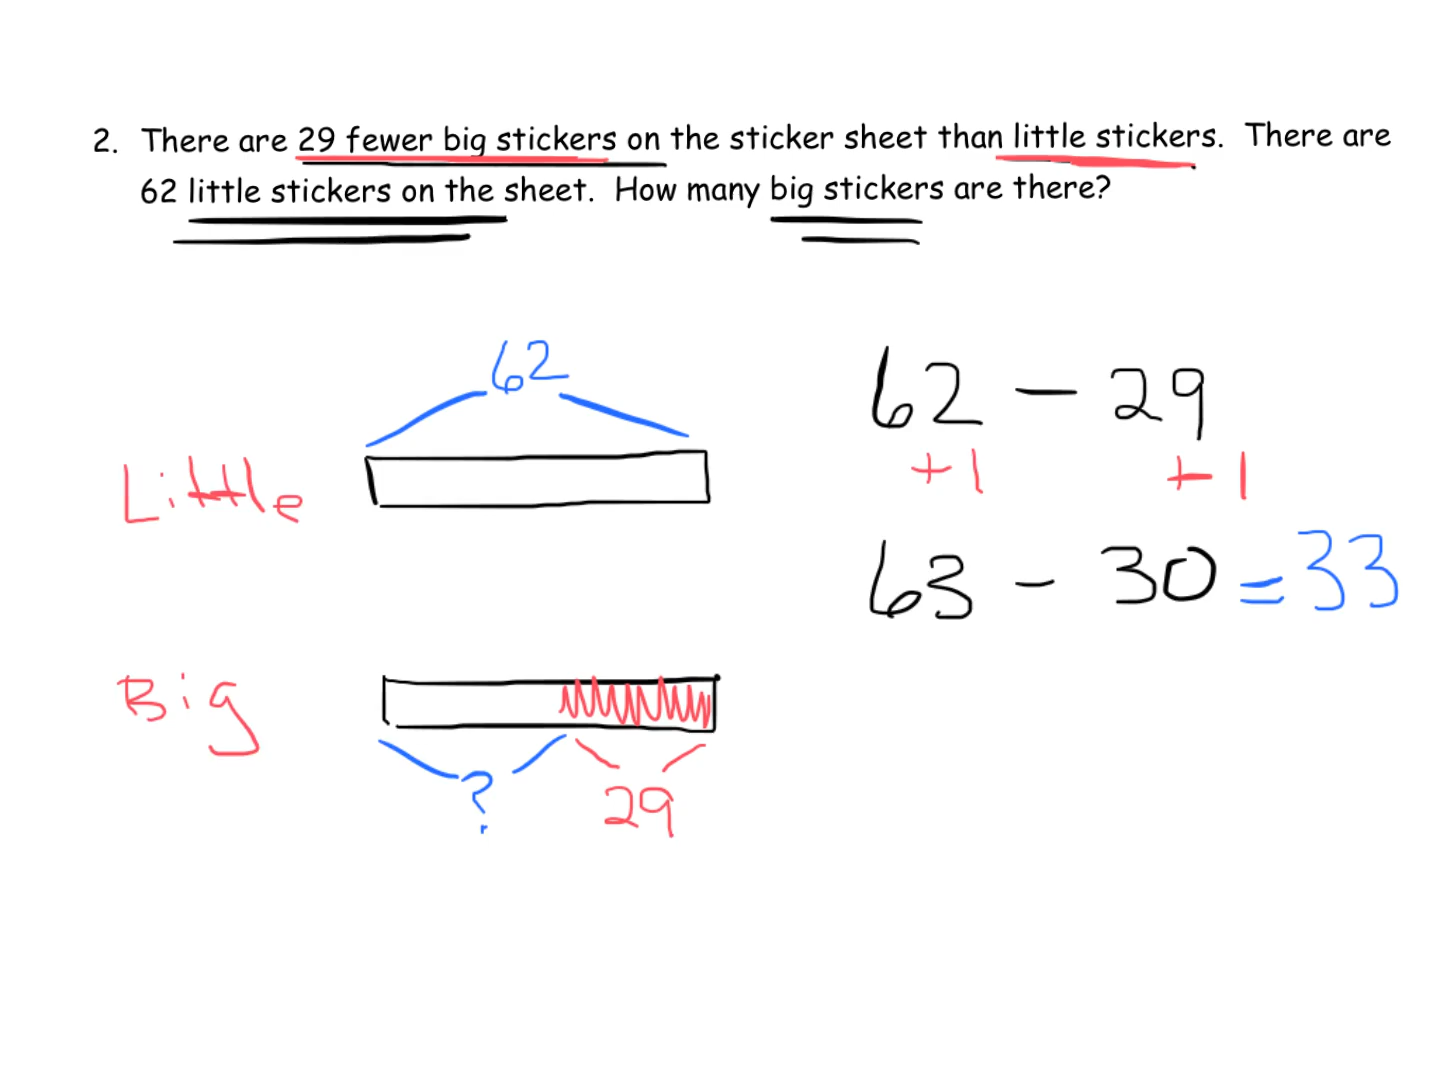 2. There are 29 fewer big stickers on the sticker sheet than little stickers. There are
62 little stickers on the sheet. How many big stickers are there?
62
62 - 29
Little
+1 +1
63 - 30 = 33
Big
?
29